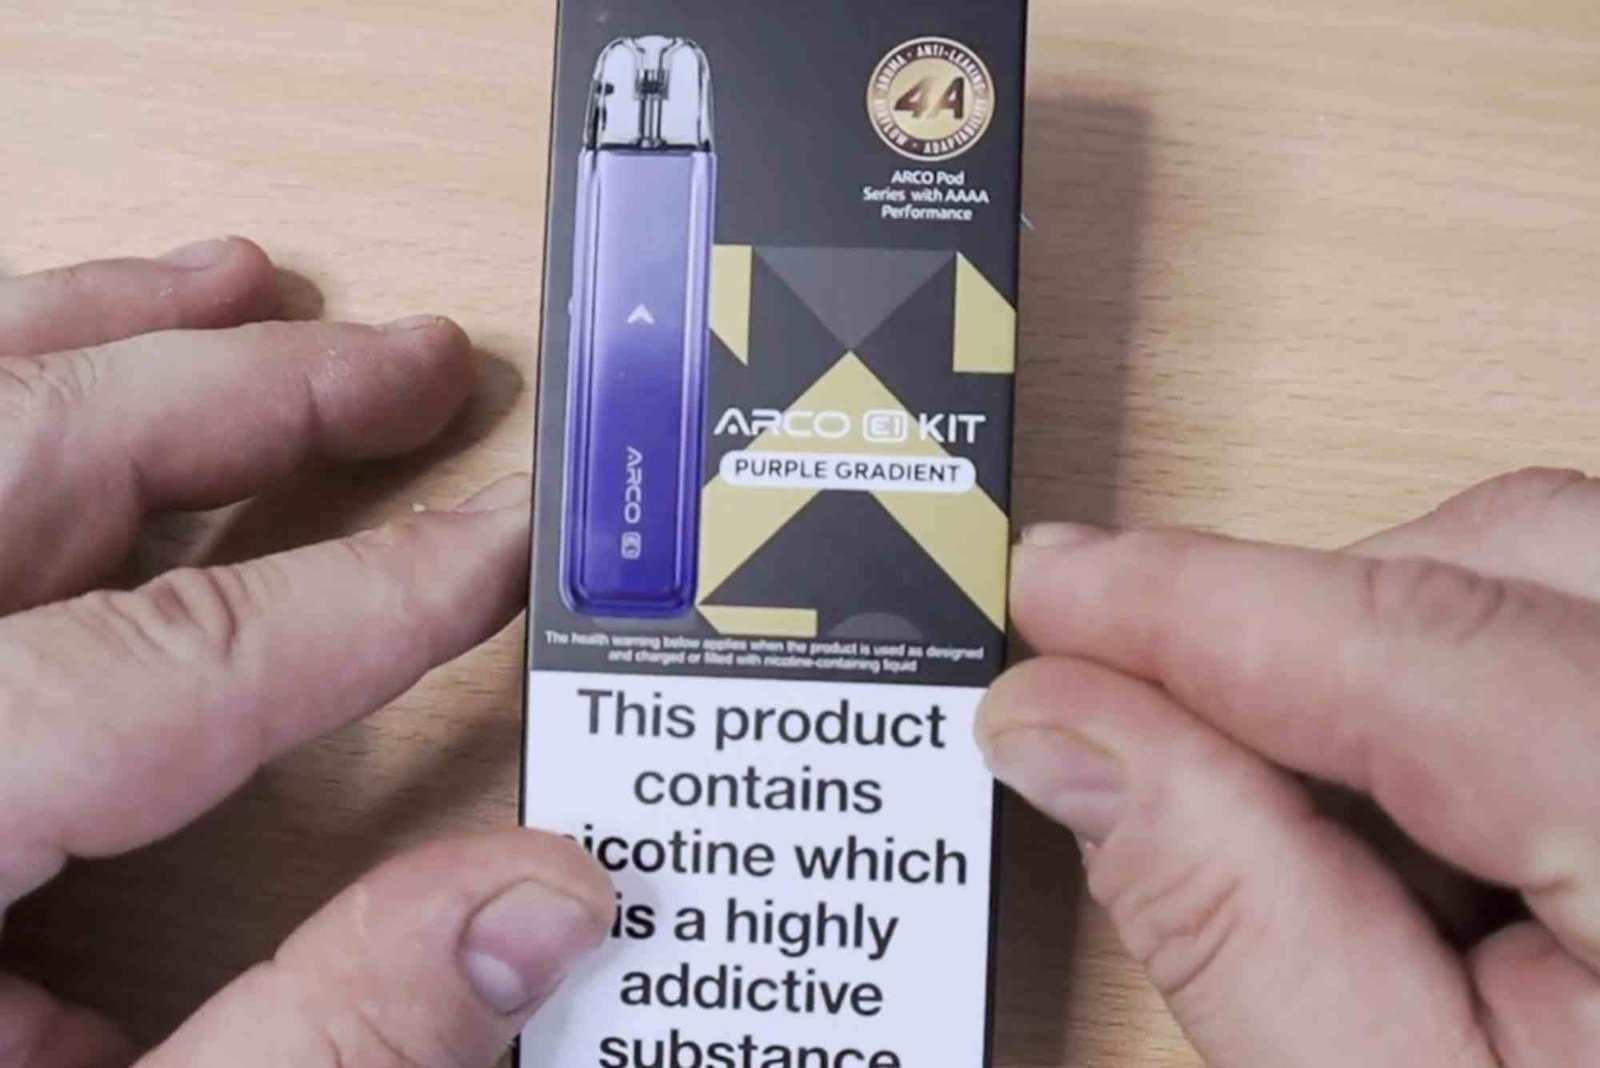 AROMA · ANTI-LEAKING
4A
AIRFLOW · ADAPTABILITY
ARCO Pod
Series with AAAA
Performance
ARCO E1 KIT
PURPLE GRADIENT
ARCO E1
The health warning below applies when the product is used as designed
and charged or filled with nicotine-containing liquid
This product
contains
icotine which
is a highly
addictive
substance